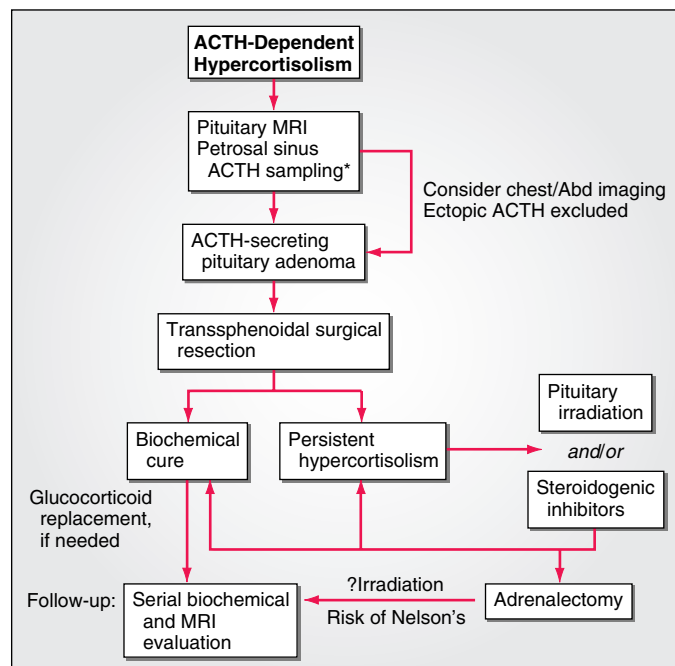 ACTH-Dependent
Hypercortisolism
Pituitary MRI
Petrosal sinus
ACTH sampling*
Consider chest/Abd imaging
Ectopic ACTH excluded
ACTH-secreting
pituitary adenoma
Transsphenoidal surgical
resection
Biochemical
cure
Persistent
hypercortisolism
Pituitary
irradiation
and/or
Steroidogenic
inhibitors
Glucocorticoid
replacement,
if needed
Follow-up:
Serial biochemical
and MRI
evaluation
?Irradiation
Risk of Nelson's
Adrenalectomy